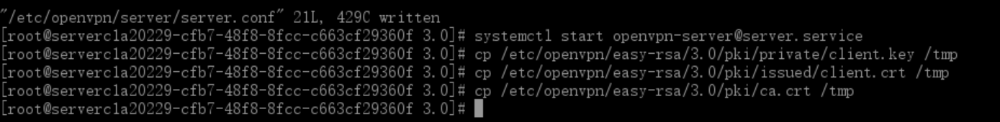 "/etc/openvpn/server/server.conf" 21L, 429C written
[root@serverc1a20229-cfb7-48f8-8fcc-c663cf29360f 3.0]# systemctl start openvpn-server@server.service
[root@serverc1a20229-cfb7-48f8-8fcc-c663cf29360f 3.0]# cp /etc/openvpn/easy-rsa/3.0/pki/private/client.key /tmp
[root@serverc1a20229-cfb7-48f8-8fcc-c663cf29360f 3.0]# cp /etc/openvpn/easy-rsa/3.0/pki/issued/client.crt /tmp
[root@serverc1a20229-cfb7-48f8-8fcc-c663cf29360f 3.0]# cp /etc/openvpn/easy-rsa/3.0/pki/ca.crt /tmp
[root@serverc1a20229-cfb7-48f8-8fcc-c663cf29360f 3.0]#